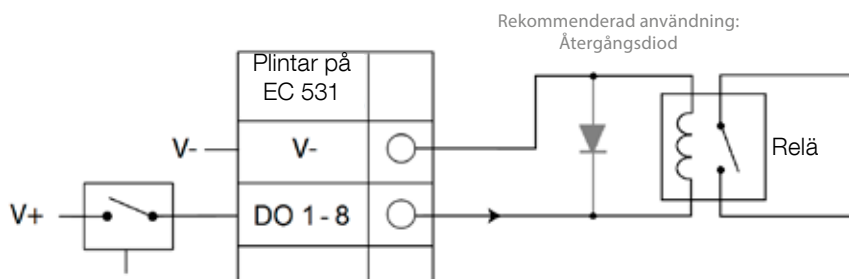 Rekommenderad användning:
Återgångsdiod
Plintar på
EC 531
V-
V-
Relä
V+
DO 1 - 8